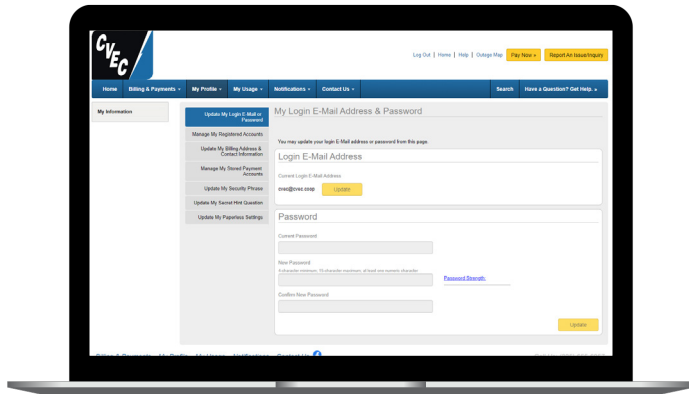 CVEC
Log Out | Home | Help | Outage Map Pay Now » Report An Issue/Inquiry
Home Billing & Payments My Profile My Usage Notifications Contact Us Search Have a Question? Get Help. »
My Information
Update My Login E-Mail or Password
Manage My Registered Accounts
Update My Billing Address & Contact Information
Manage My Stored Payment Accounts
Update My Security Phrase
Update My Secret Hint Question
Update My Paperless Settings
My Login E-Mail Address & Password
You may update your login E-Mail address or password from this page.
Login E-Mail Address
Current Login E-Mail Address
cvec@cvec.coop Update
Password
Current Password
New Password
Password Strength:
Confirm New Password
Update